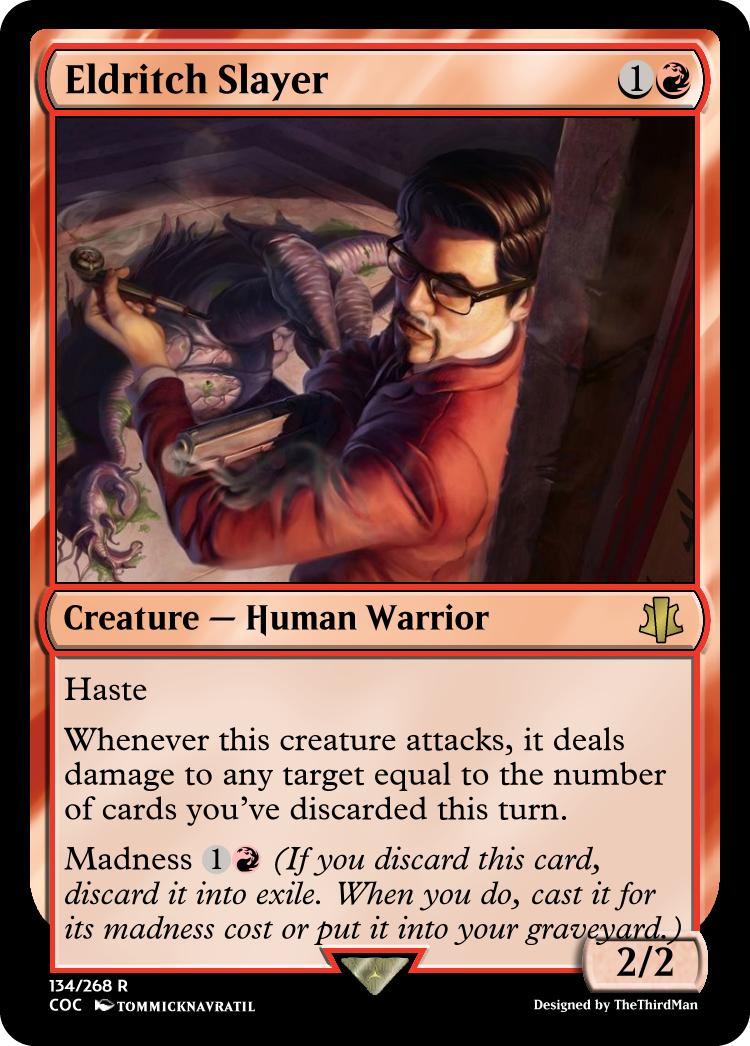 Eldritch Slayer 1
Creature — Human Warrior
Haste
Whenever this creature attacks, it deals
damage to any target equal to the number
of cards you've discarded this turn.
Madness 1 (If you discard this card,
discard it into exile. When you do, cast it for
its madness cost or put it into your graveyard.)
2/2
134/268 R
COC TOMMICKNAVRATIL
Designed by TheThirdMan